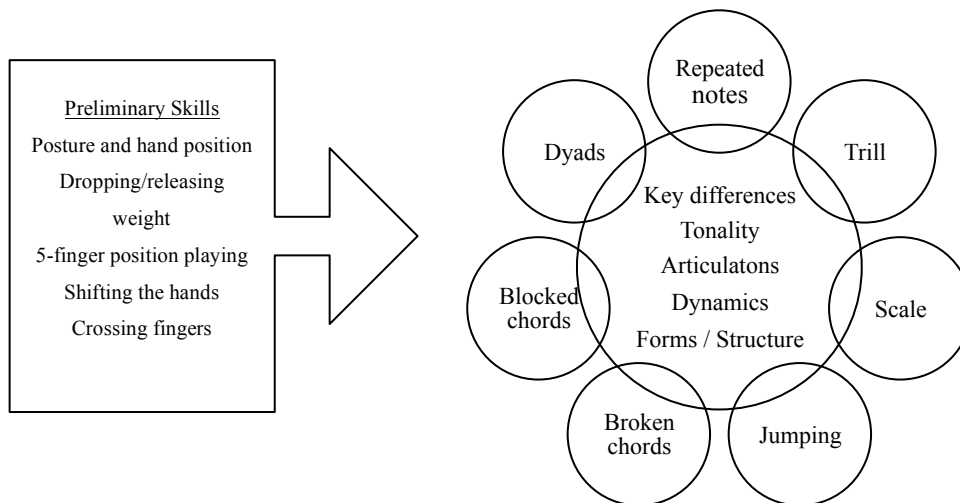 Preliminary Skills
Posture and hand position
Dropping/releasing
weight
5-finger position playing
Shifting the hands
Crossing fingers
Repeated
notes
Trill
Scale
Jumping
Broken
chords
Blocked
chords
Dyads
Key differences
Tonality
Articulatons
Dynamics
Forms / Structure